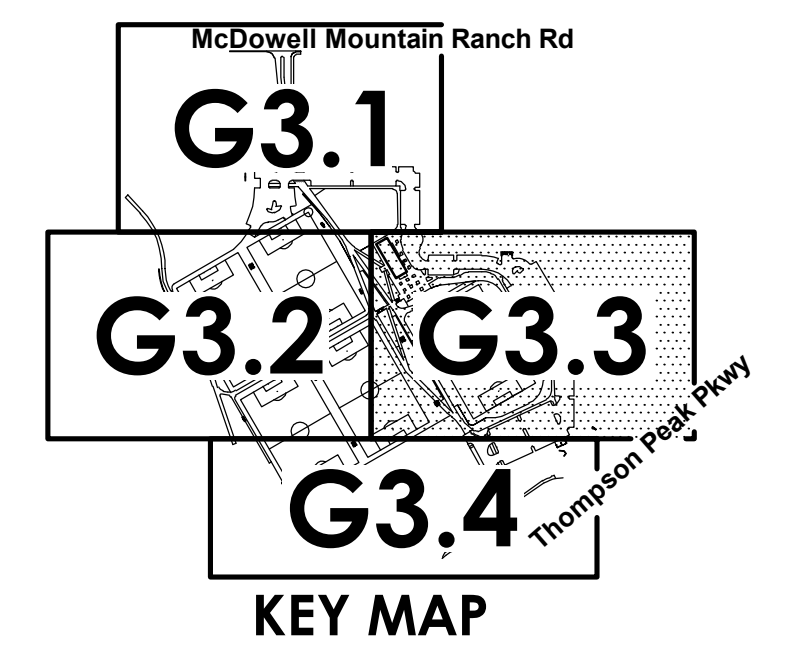 McDowell Mountain Ranch Rd
G3.1
G3.2
G3.3
Thompson Peak Pkwy
G3.4
KEY MAP